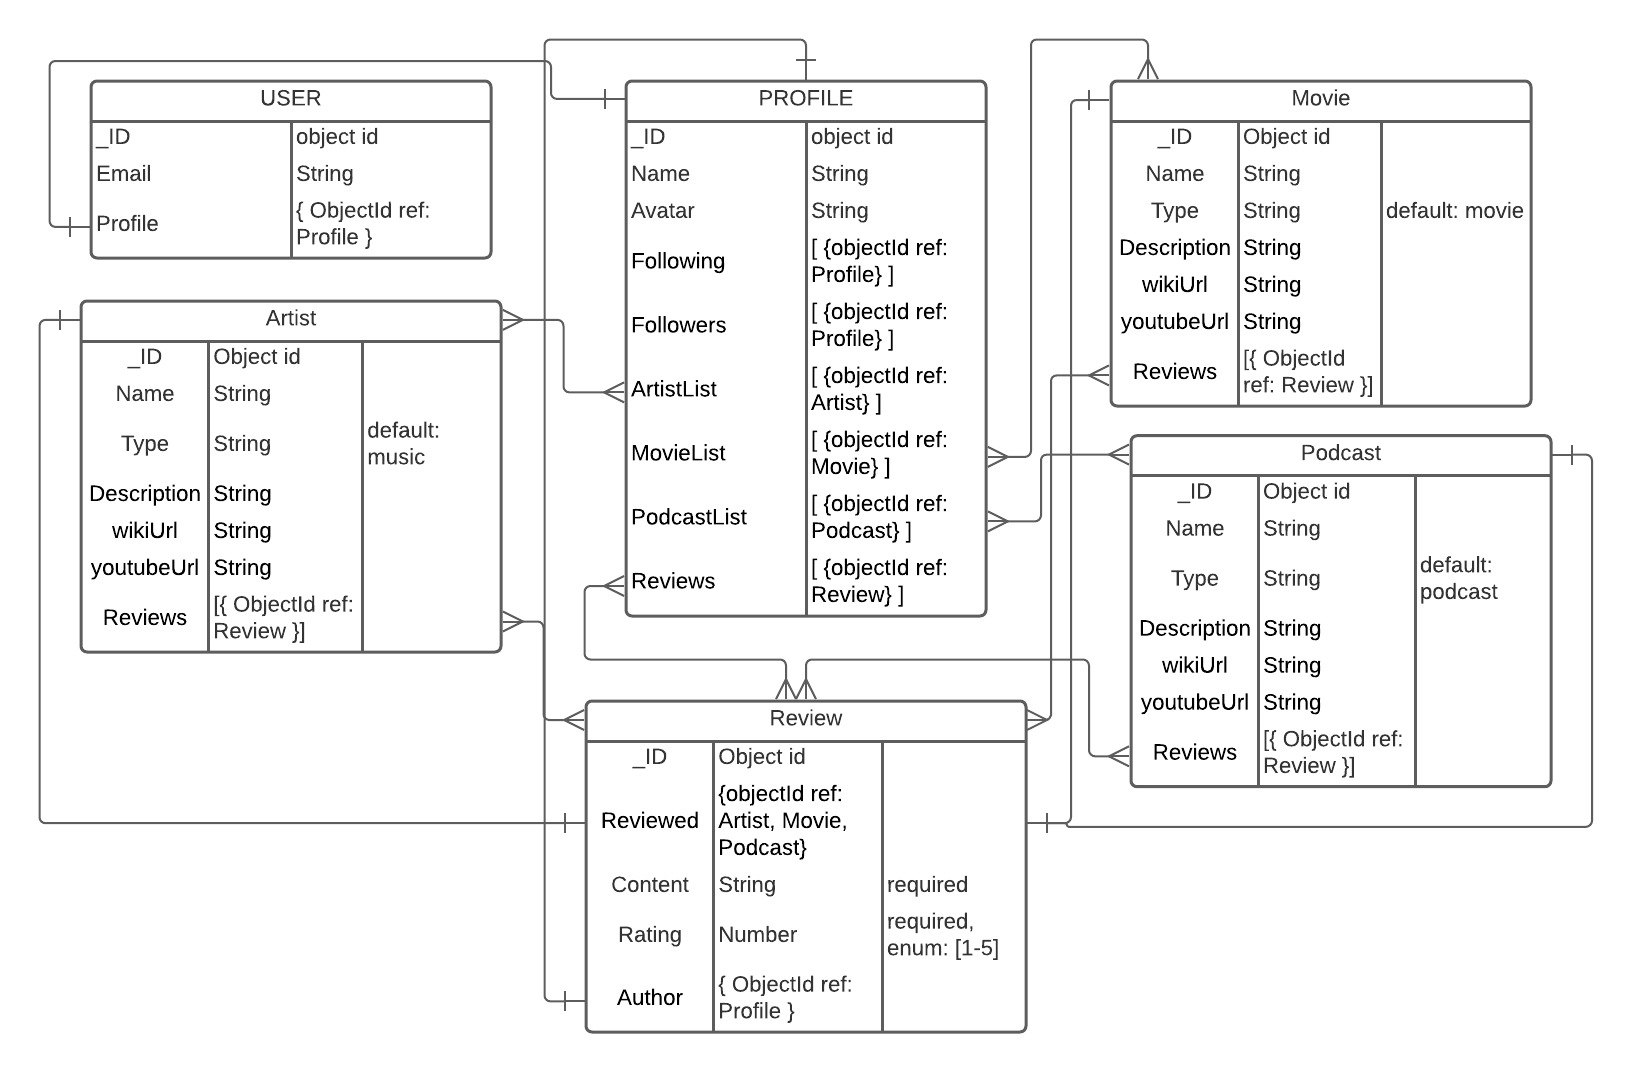 USER
_ID
object id
Email
String
Profile
{ ObjectId ref:
Profile }
PROFILE
_ID
object id
Name
String
Avatar
String
Following
[ {objectId ref:
Profile} ]
Followers
[ {objectId ref:
Profile} ]
ArtistList
[ {objectId ref:
Artist} ]
MovieList
[ {objectId ref:
Movie} ]
PodcastList
[ {objectId ref:
Podcast} ]
Reviews
[ {objectId ref:
Review} ]
Movie
_ID
Object id
Name
String
Type
String
default: movie
Description
String
wikiUrl
String
youtubeUrl
String
Reviews
[{ ObjectId
ref: Review }]
Artist
_ID
Object id
Name
String
Type
String
default:
music
Description
String
wikiUrl
String
youtubeUrl
String
Reviews
[{ ObjectId ref:
Review }]
Podcast
_ID
Object id
Name
String
Type
String
default:
podcast
Description
String
wikiUrl
String
youtubeUrl
String
Reviews
[{ ObjectId ref:
Review }]
Review
_ID
Object id
Reviewed
{objectId ref:
Artist, Movie,
Podcast}
Content
String
required
Rating
Number
required,
enum: [1-5]
Author
{ ObjectId ref:
Profile }